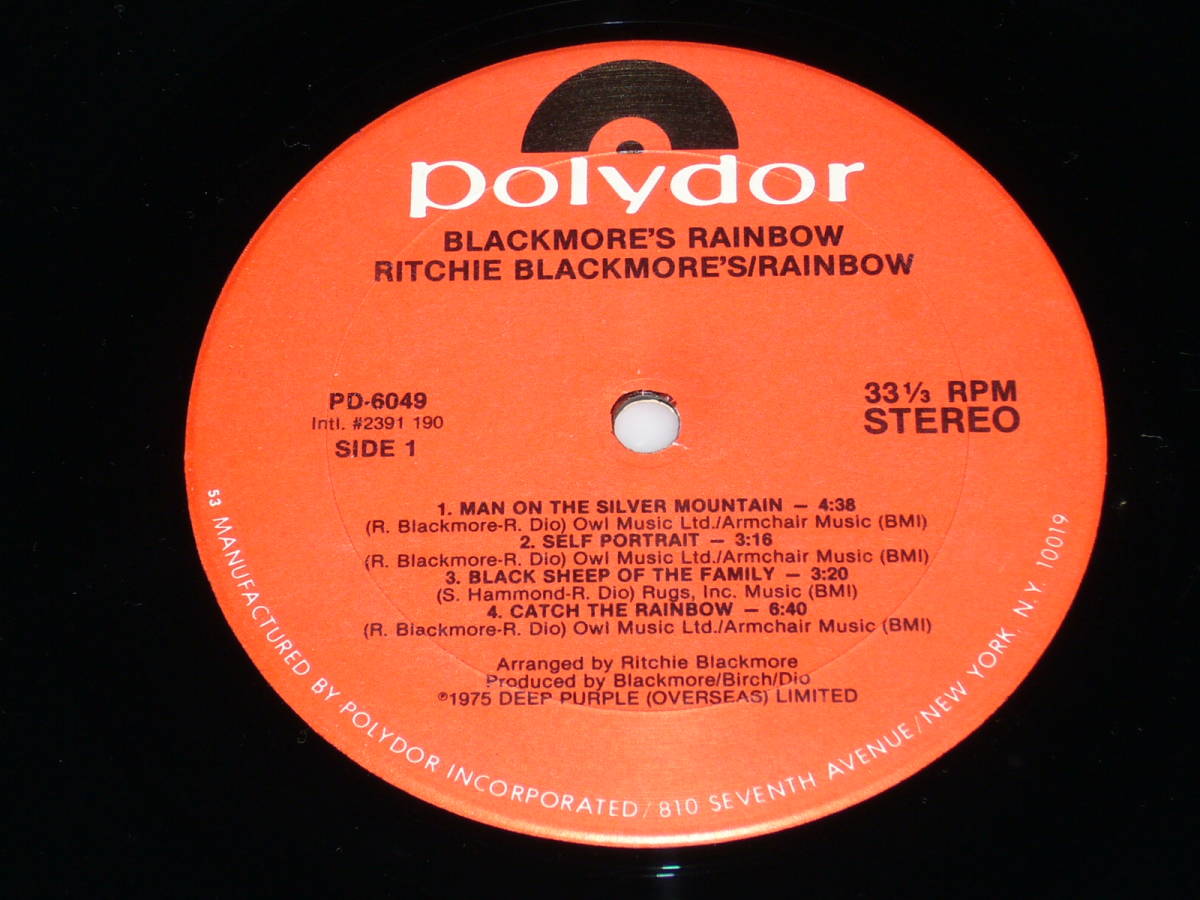 polydor
BLACKMORE'S RAINBOW
RITCHIE BLACKMORE'S/RAINBOW
PD-6049
Intl. #2391 190
SIDE 1
33 ⅓ RPM
STEREO
1. MAN ON THE SILVER MOUNTAIN — 4:38
(R. Blackmore-R. Dio) Owl Music Ltd./Armchair Music (BMI)
2. SELF PORTRAIT — 3:16
(R. Blackmore-R. Dio) Owl Music Ltd./Armchair Music (BMI)
3. BLACK SHEEP OF THE FAMILY — 3:20
(S. Hammond-R. Dio) Rugs, Inc. Music (BMI)
4. CATCH THE RAINBOW — 6:40
(R. Blackmore-R. Dio) Owl Music Ltd./Armchair Music (BMI)
Arranged by Ritchie Blackmore
Produced by Blackmore/Birch/Dio
℗1975 DEEP PURPLE (OVERSEAS) LIMITED
53 MANUFACTURED BY POLYDOR INCORPORATED/810 SEVENTH AVENUE/NEW YORK, N.Y. 10019